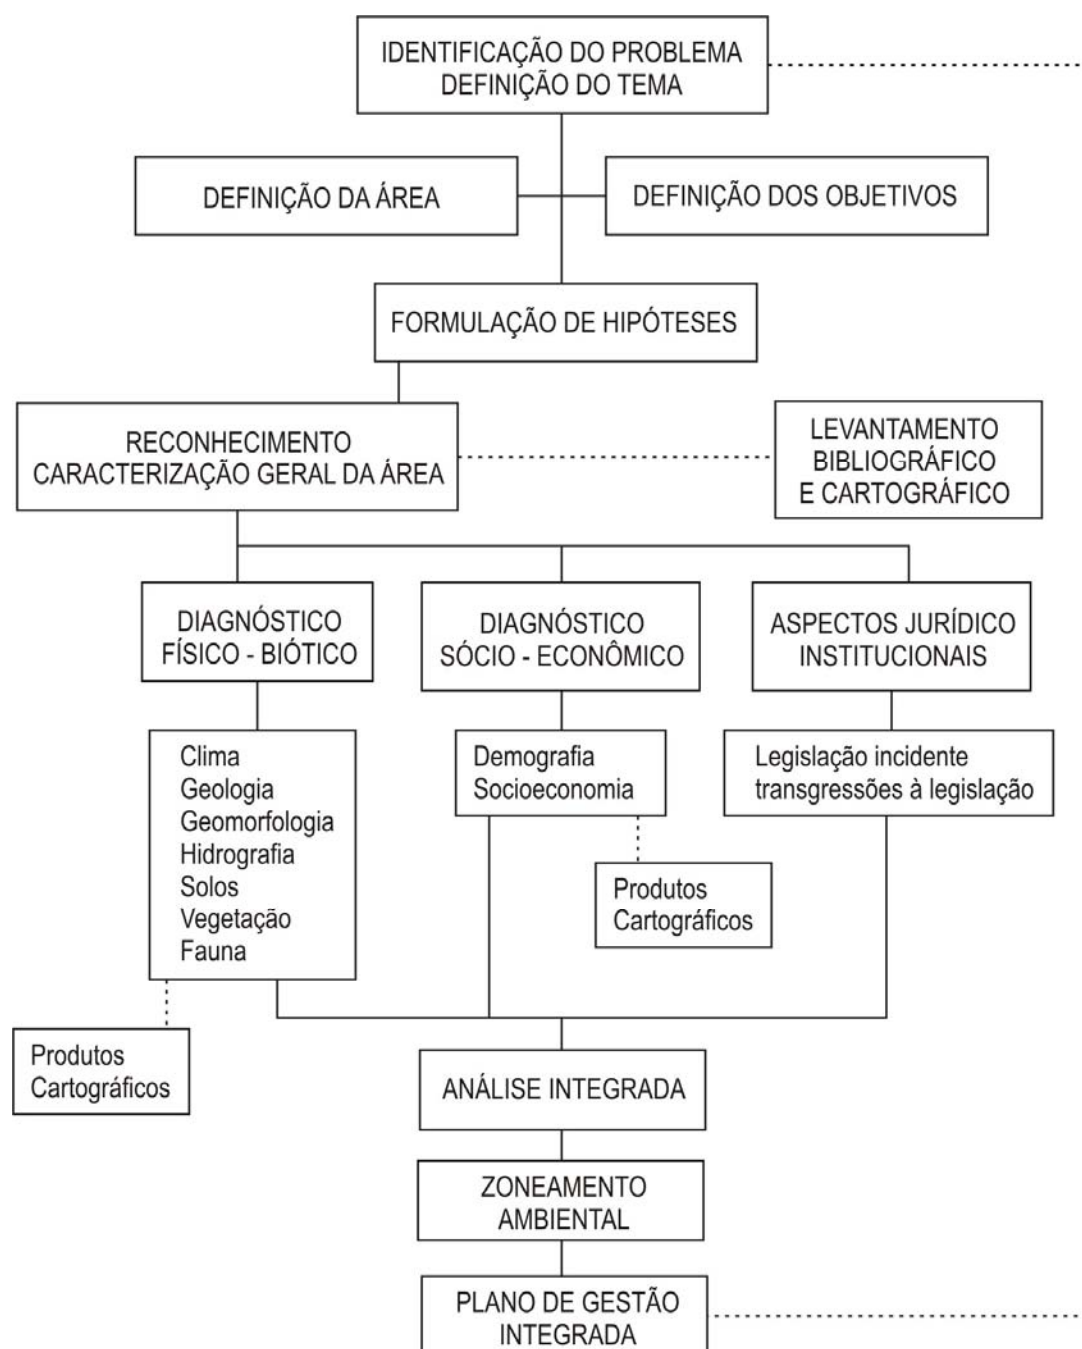 IDENTIFICAÇÃO DO PROBLEMA
DEFINIÇÃO DO TEMA
DEFINIÇÃO DA ÁREA
DEFINIÇÃO DOS OBJETIVOS
FORMULAÇÃO DE HIPÓTESES
RECONHECIMENTO
CARACTERIZAÇÃO GERAL DA ÁREA
LEVANTAMENTO
BIBLIOGRÁFICO
E CARTOGRÁFICO
DIAGNÓSTICO
FÍSICO - BIÓTICO
DIAGNÓSTICO
SÓCIO - ECONÔMICO
ASPECTOS JURÍDICO
INSTITUCIONAIS
Clima
Geologia
Geomorfologia
Hidrografia
Solos
Vegetação
Fauna
Demografia
Socioeconomia
Legislação incidente
transgressões à legislação
Produtos
Cartográficos
Produtos
Cartográficos
ANÁLISE INTEGRADA
ZONEAMENTO
AMBIENTAL
PLANO DE GESTÃO
INTEGRADA